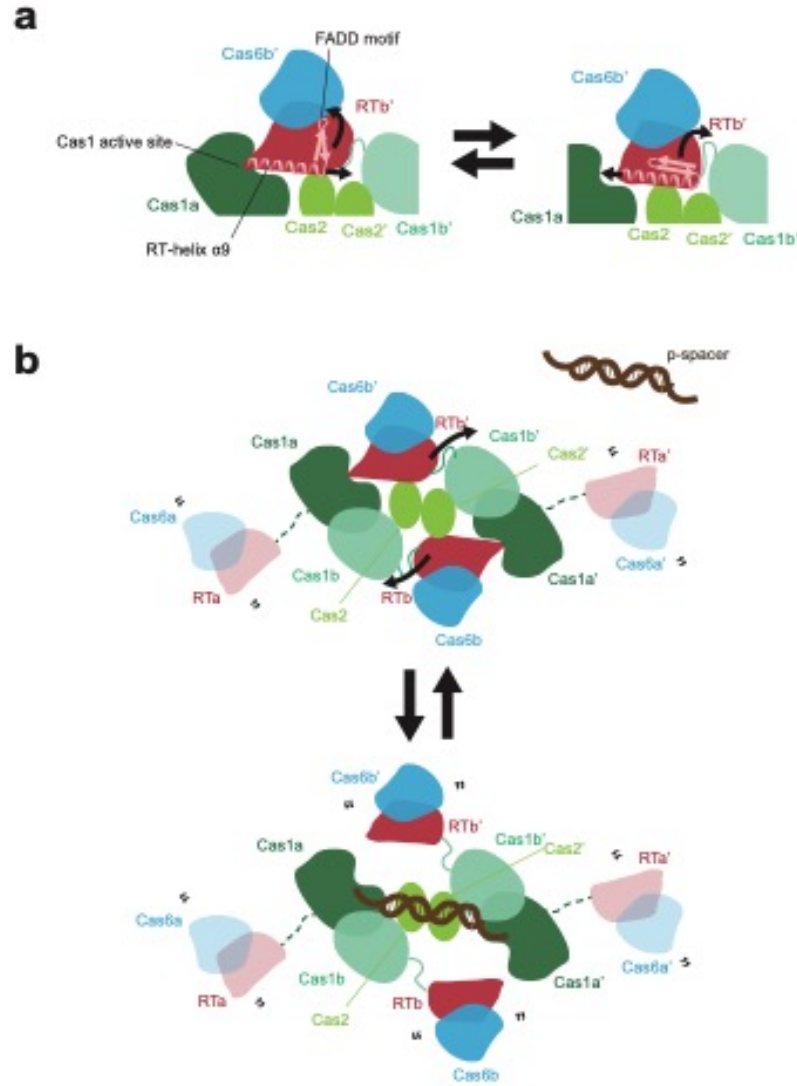 a
FADD motif
Cas6b'
RTb'
Cas1 active site
Cas1a
Cas2
Cas2'
Cas1b'
RT-helix α9
Cas6b'
RTb'
Cas1a
Cas2
Cas2'
Cas1b'
b
p-spacer
Cas6b'
RTb'
Cas1a
Cas1b'
Cas2'
RTa'
Cas6a
Cas6a'
RTa
Cas1b
Cas1a'
RTb
Cas2
Cas6b
Cas6b'
RTb'
Cas1b'
Cas1a
Cas2'
RTa'
Cas6a
Cas6a'
RTa
Cas1b
Cas1a'
RTb
Cas2
Cas6b